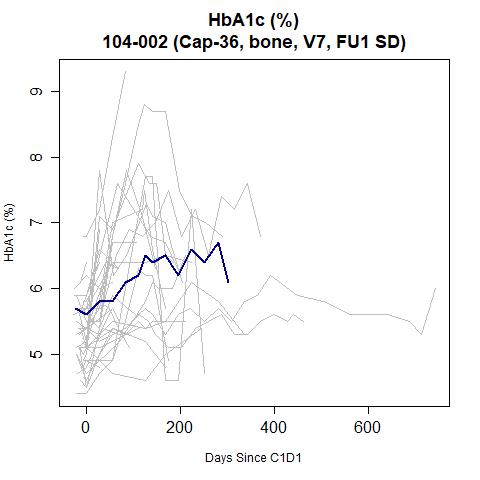 HbA1c (%)
104-002 (Cap-36, bone, V7, FU1 SD)
HbA1c (%)
9
8
7
6
5
0
200
400
600
Days Since C1D1